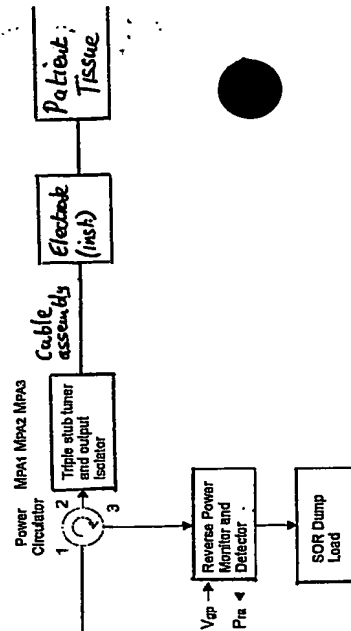 Patient;
Tissue
Electrode
(inst.)
Cable
assembly
MPA1 MPA2 MPA3
Power
Circulator
1
2
3
Triple stub tuner
and output
Isolator
Reverse Power
Monitor and
Detector
Vgp
Pra
50R Dump
Load